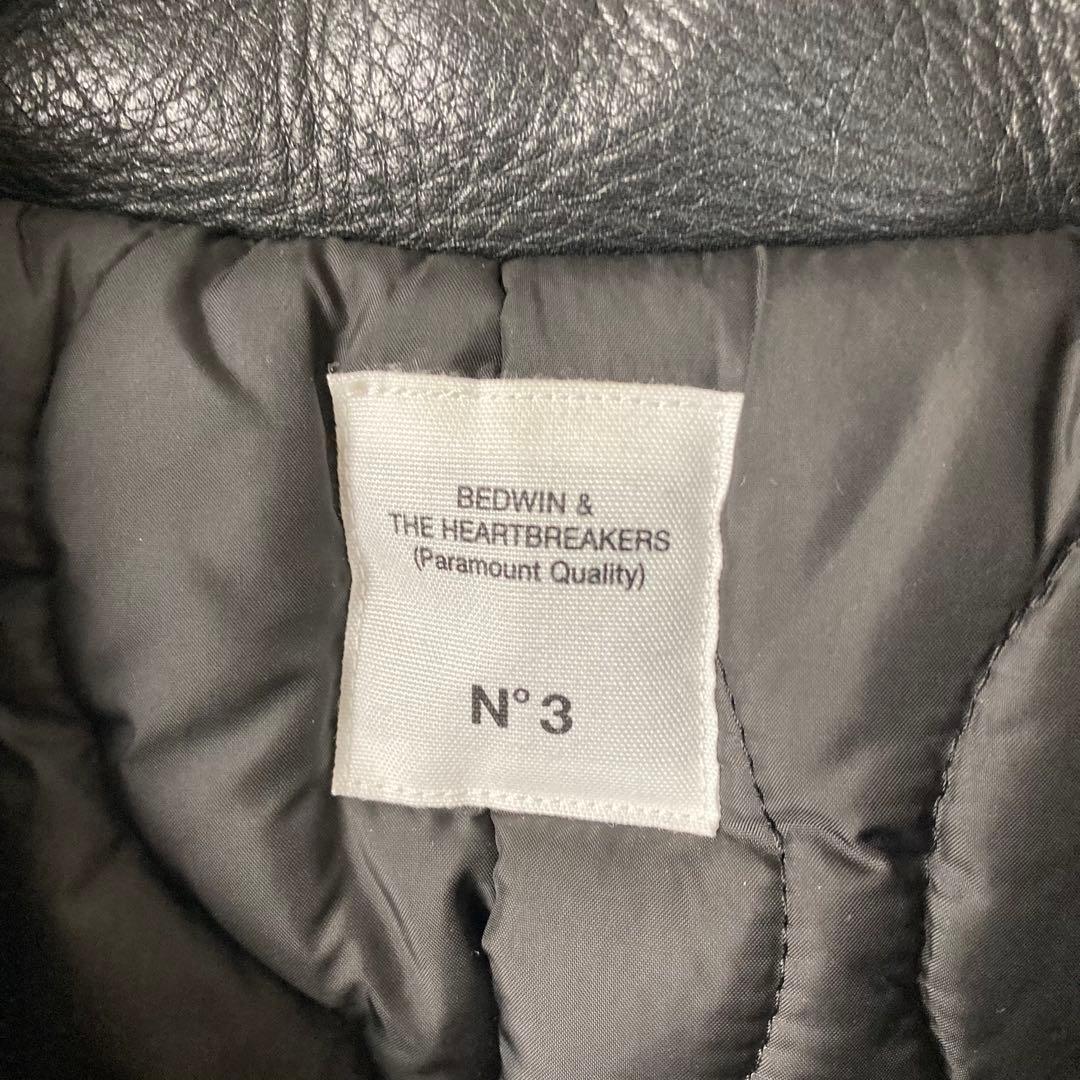 BEDWIN &
THE HEARTBREAKERS
(Paramount Quality)
N° 3